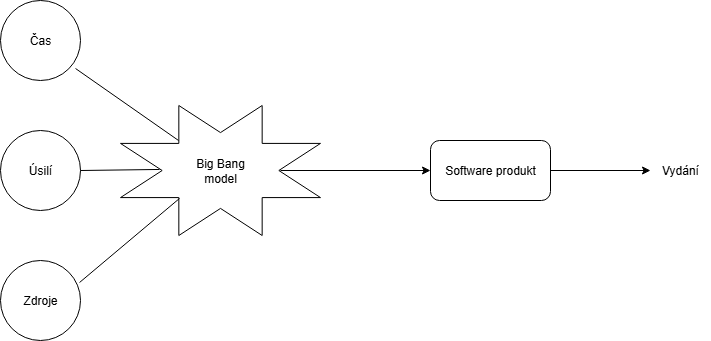 Čas
Úsilí
Zdroje
Big Bang
model
Software produkt
Vydání